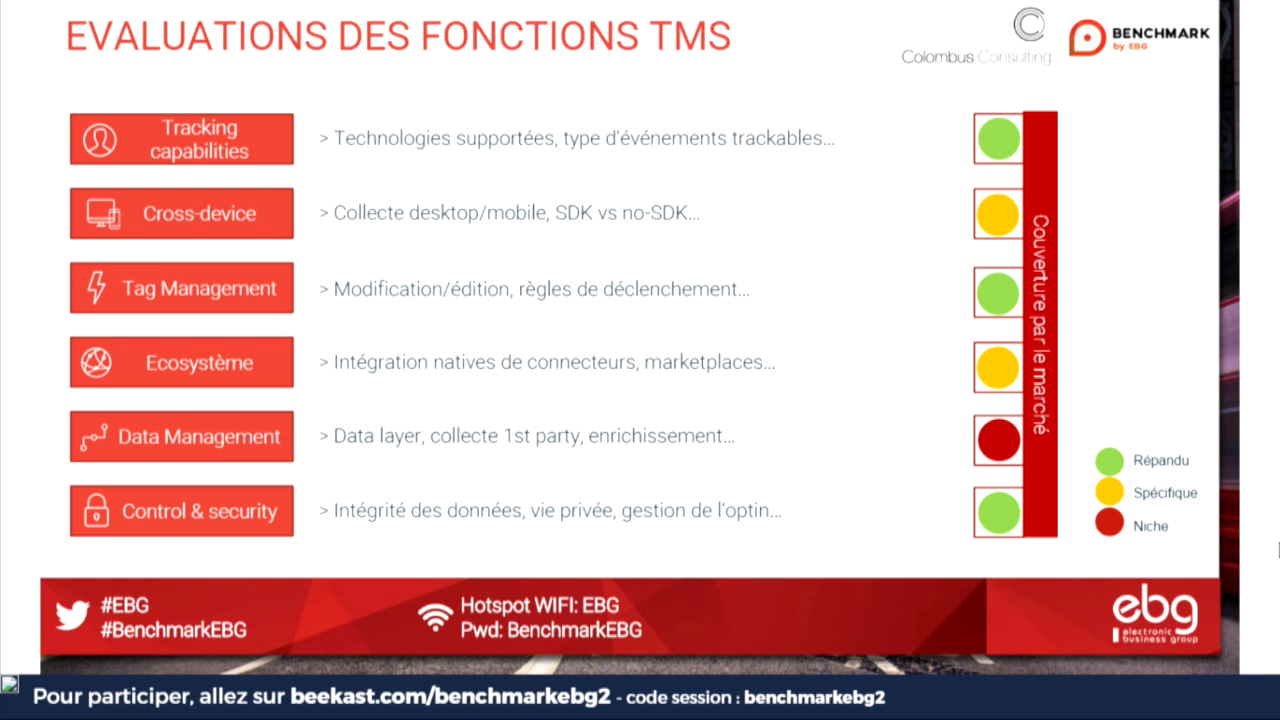 EVALUATIONS DES FONCTIONS TMS
Colombus Consulting
BENCHMARK
by EBG
Tracking
capabilities
> Technologies supportées, type d'événements trackables...
Cross-device
> Collecte desktop/mobile, SDK vs no-SDK...
Tag Management
> Modification/édition, règles de déclenchement...
Ecosystème
> Intégration natives de connecteurs, marketplaces...
Data Management
> Data layer, collecte 1st party, enrichissement...
Control & security
> Intégrité des données, vie privée, gestion de l'optin...
Couverture par le marché
Répandu
Spécifique
Niche
#EBG
#BenchmarkEBG
Hotspot WIFI: EBG
Pwd: BenchmarkEBG
ebg
electronic
business group
Pour participer, allez sur beekast.com/benchmarkebg2 - code session : benchmarkebg2